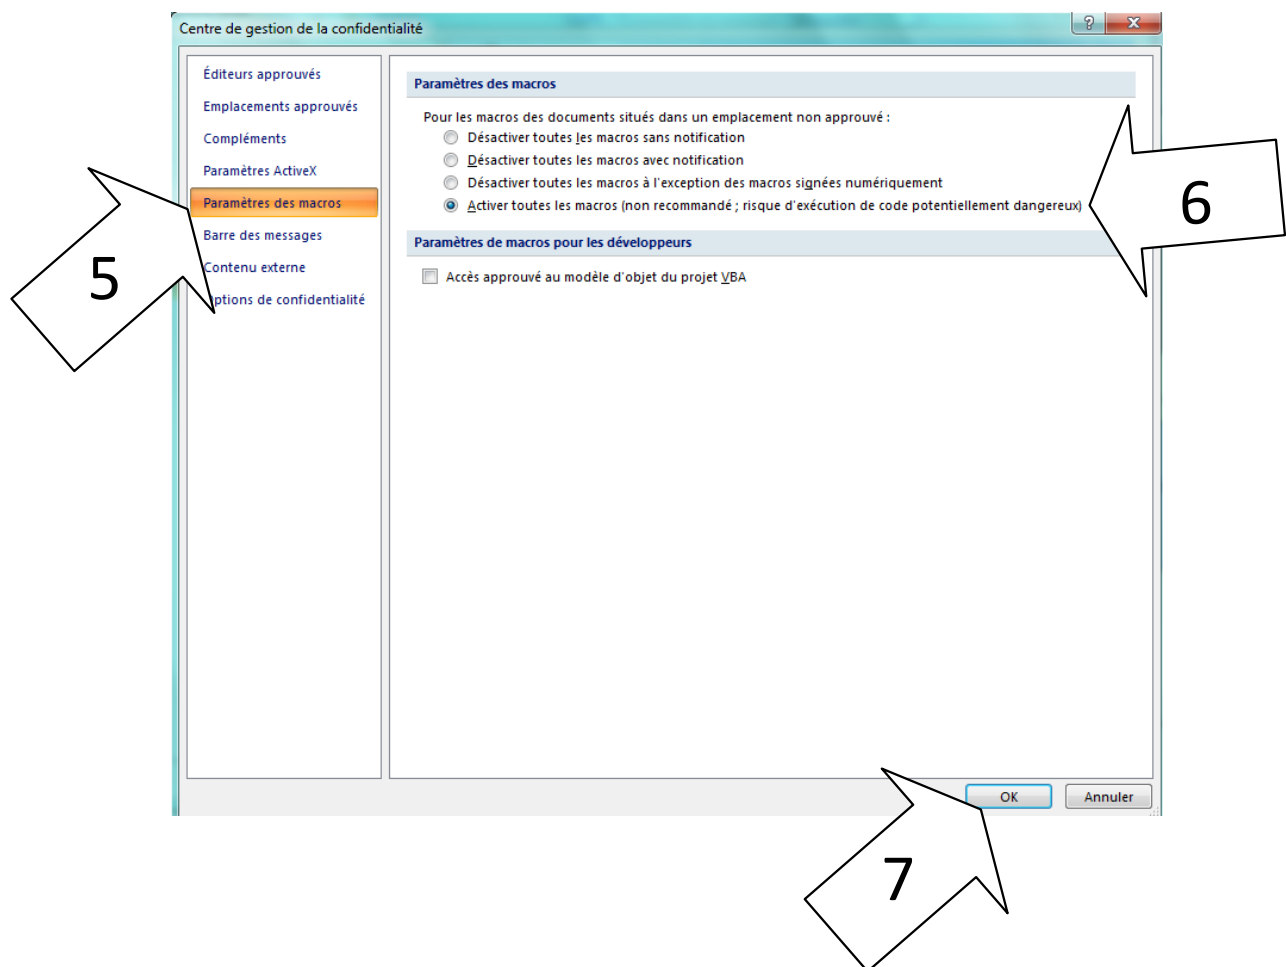 Centre de gestion de la confidentialité
?
Éditeurs approuvés
Emplacements approuvés
Compléments
Paramètres ActiveX
Paramètres des macros
Barre des messages
Contenu externe
ptions de confidentialité
Paramètres des macros
Pour les macros des documents situés dans un emplacement non approuvé :
Désactiver toutes les macros sans notification
Désactiver toutes les macros avec notification
Désactiver toutes les macros à l'exception des macros signées numériquement
Activer toutes les macros (non recommandé ; risque d'exécution de code potentiellement dangereux)
Paramètres de macros pour les développeurs
Accès approuvé au modèle d'objet du projet VBA
5
6
OK
Annuler
7